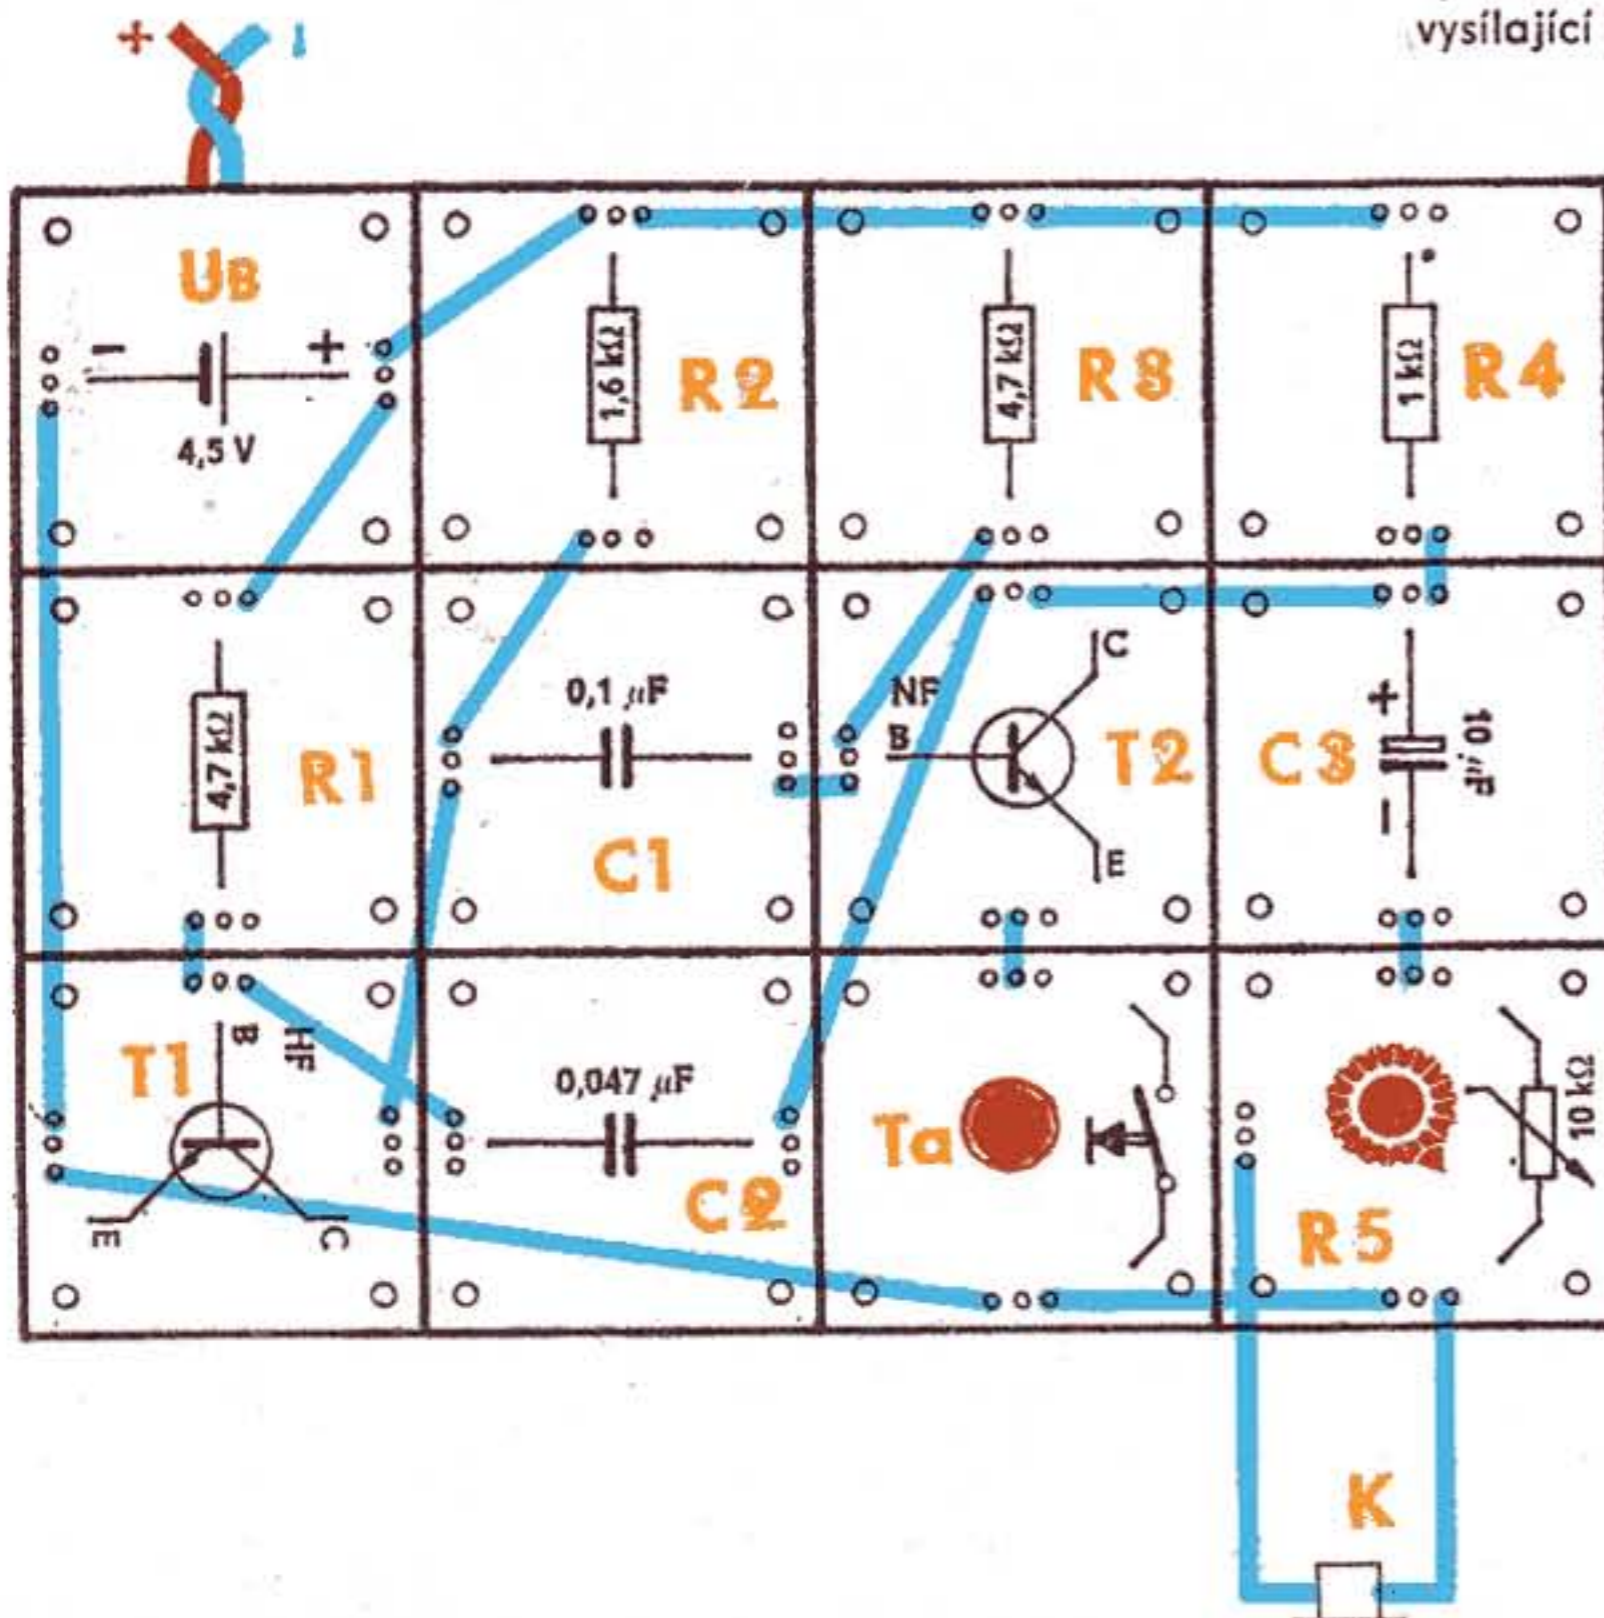 vysílající
+ -
UB
- +
4,5 V
1,6 kΩ
R2
4,7 kΩ
R3
1 kΩ
R4
4,7 kΩ
R1
0,1 µF
C1
NF
B
C
E
T2
C3
+
-
10 µF
T1
B
HF
E
C
0,047 µF
C2
Ta
R5
10 kΩ
K